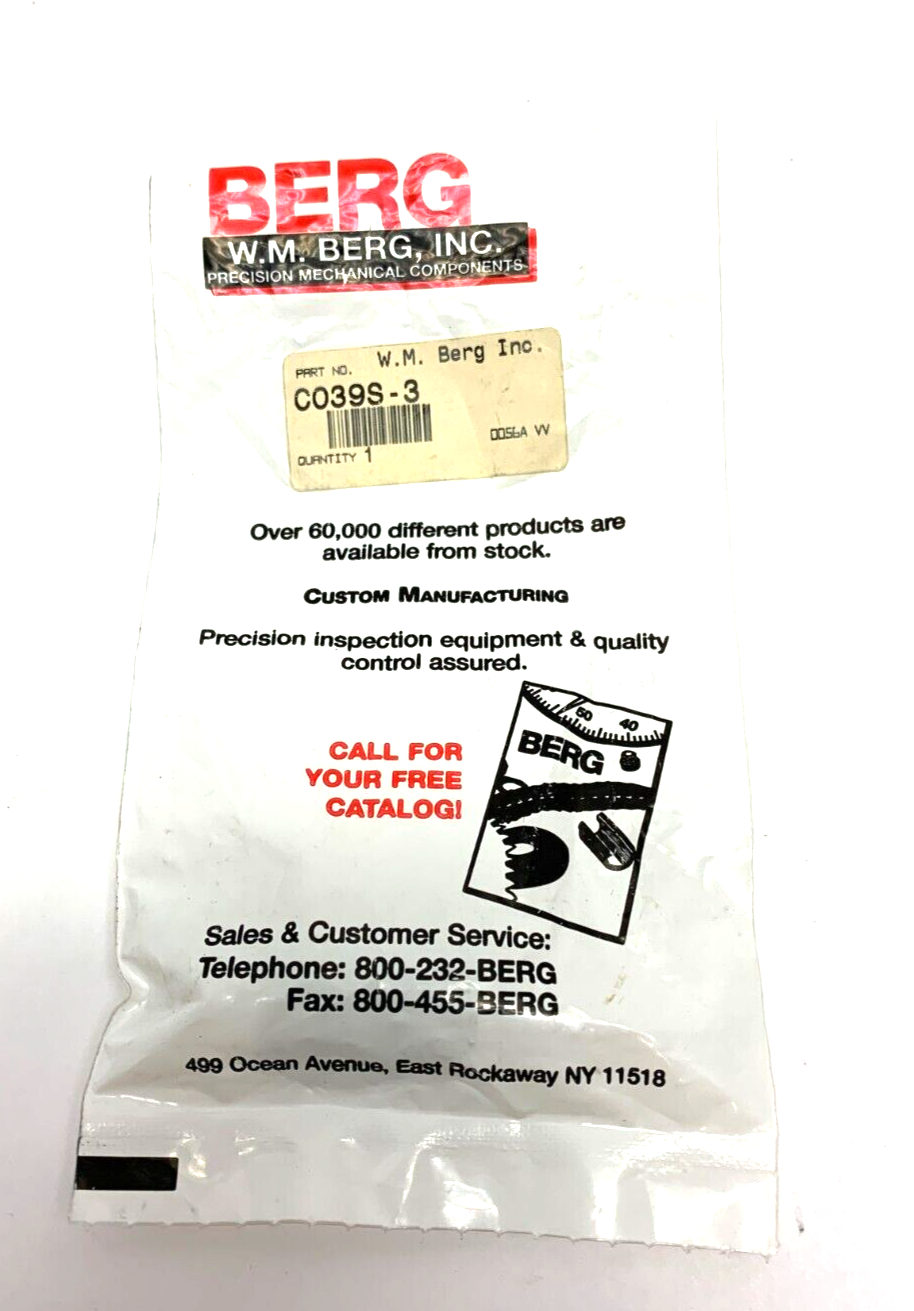 BERG
W.M. BERG, INC.
PRECISION MECHANICAL COMPONENTS
W.M. Berg Inc.
PART NO.
CO39S-3
QUANTITY 1
005GA VV
Over 60,000 different products are
available from stock.
CUSTOM MANUFACTURING
Precision inspection equipment & quality
control assured.
50 40
BERG
CALL FOR
YOUR FREE
CATALOG!
Sales & Customer Service:
Telephone: 800-232-BERG
Fax: 800-455-BERG
499 Ocean Avenue, East Rockaway NY 11518